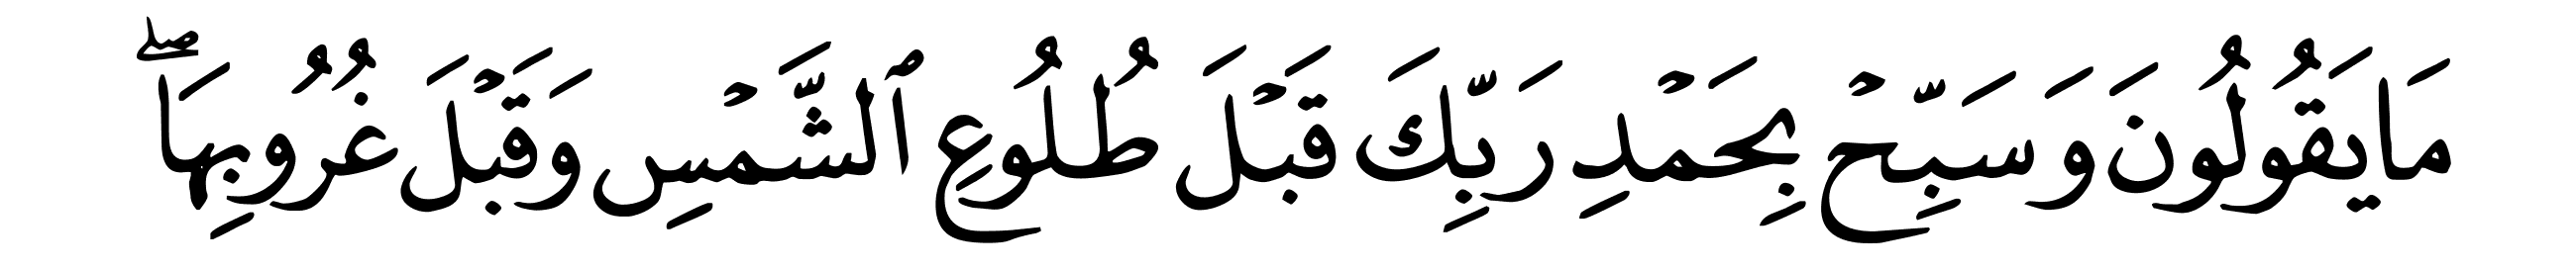 مَا يَقُولُونَ وَسَبِّحۡ بِحَمۡدِ رَبِّكَ قَبۡلَ طُلُوعِ ٱلشَّمۡسِ وَقَبۡلَ غُرُوبِهَاۖ